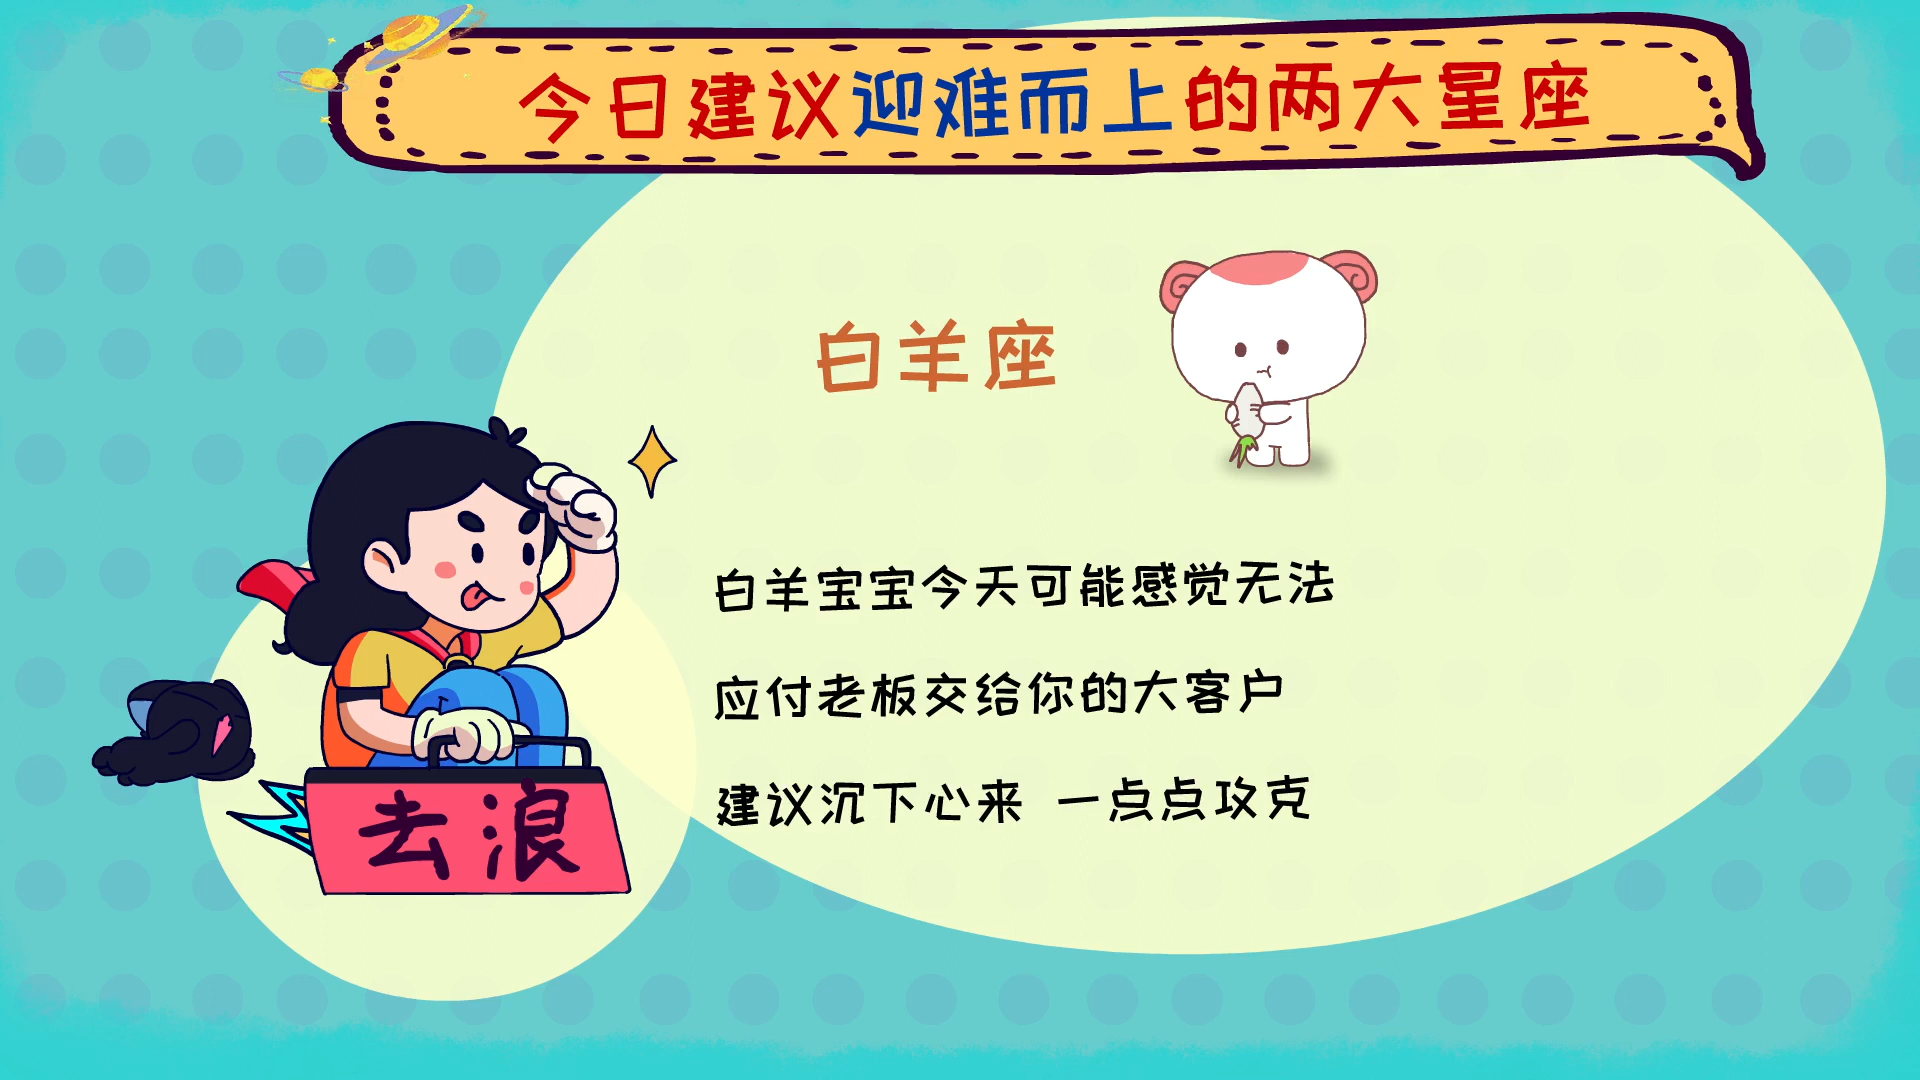 今日建议迎难而上的两大星座
白羊座
白羊宝宝今天可能感觉无法
应付老板交给你的大客户
建议沉下心来 一点点攻克
去浪